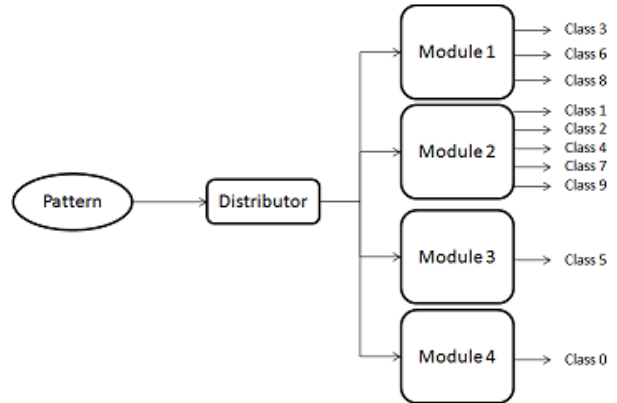 Pattern
Distributor
Module 1
Class 3
Class 6
Class 8
Module 2
Class 1
Class 2
Class 4
Class 7
Class 9
Module 3
Class 5
Module 4
Class 0